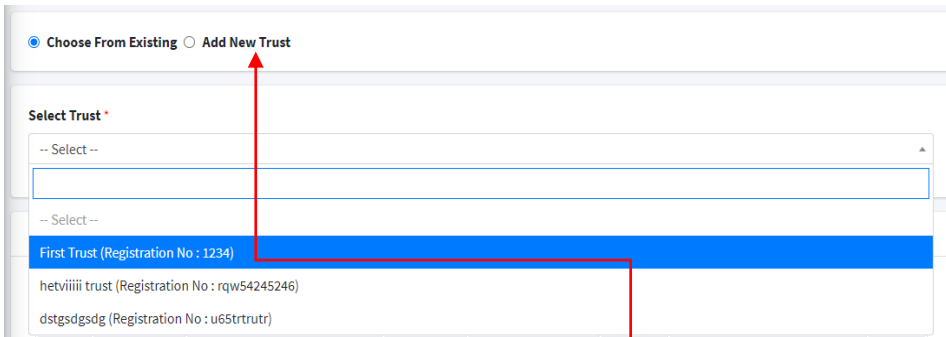 Choose From Existing Add New Trust
Select Trust *
-- Select --
-- Select --
First Trust (Registration No : 1234)
hetviiiii trust (Registration No : rqw54245246)
dstgsdgsdg (Registration No : u65trtrutr)